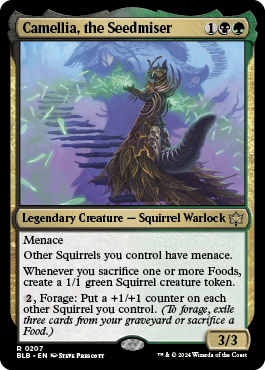 Camellia, the Seedmiser 1
Legendary Creature — Squirrel Warlock
Menace
Other Squirrels you control have menace.
Whenever you sacrifice one or more Foods,
create a 1/1 green Squirrel creature token.
2, Forage: Put a +1/+1 counter on each
other Squirrel you control. (To forage, exile
three cards from your graveyard or sacrifice a
Food.)
3/3
R 0207
BLB • EN Steve Prescott ™ & © 2024 Wizards of the Coast